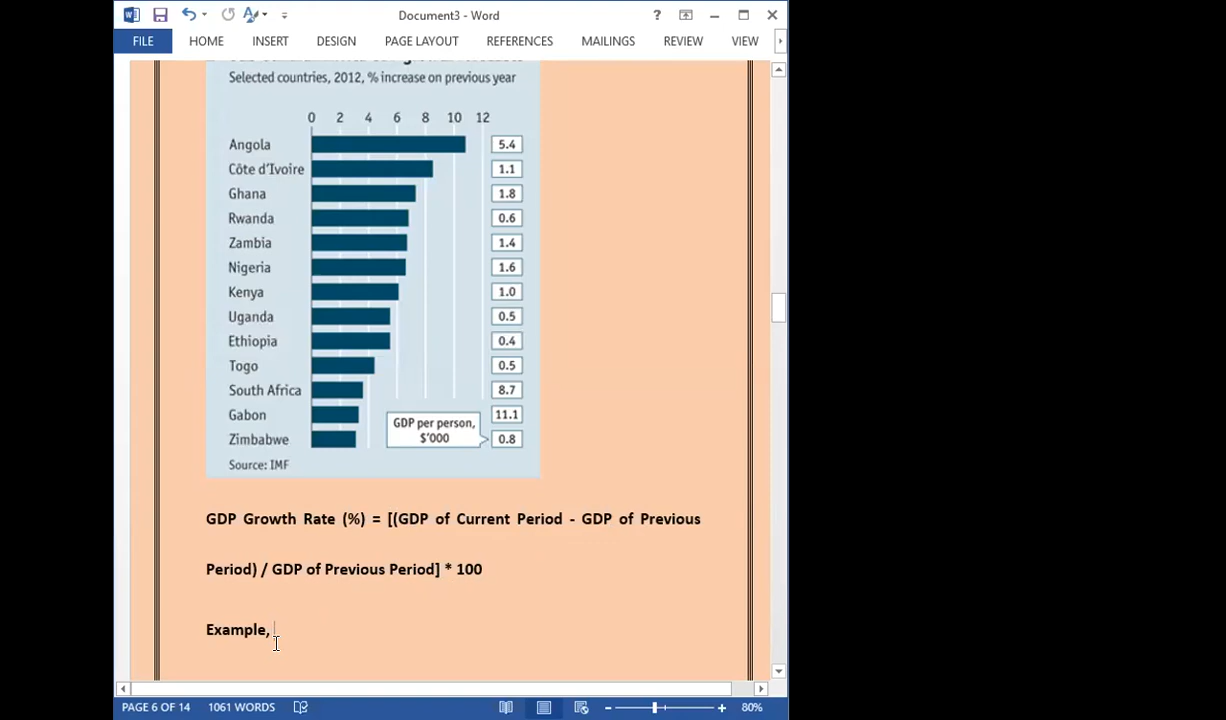 Document3 - Word
FILE HOME INSERT DESIGN PAGE LAYOUT REFERENCES MAILINGS REVIEW VIEW
Selected countries, 2012, % increase on previous year
0 2 4 6 8 10 12
Angola 5.4
Côte d'Ivoire 1.1
Ghana 1.8
Rwanda 0.6
Zambia 1.4
Nigeria 1.6
Kenya 1.0
Uganda 0.5
Ethiopia 0.4
Togo 0.5
South Africa 8.7
Gabon 11.1
GDP per person,
$'000
Zimbabwe 0.8
Source: IMF
GDP Growth Rate (%) = [(GDP of Current Period - GDP of Previous
Period) / GDP of Previous Period] * 100
Example,
PAGE 6 OF 14 1061 WORDS 80%